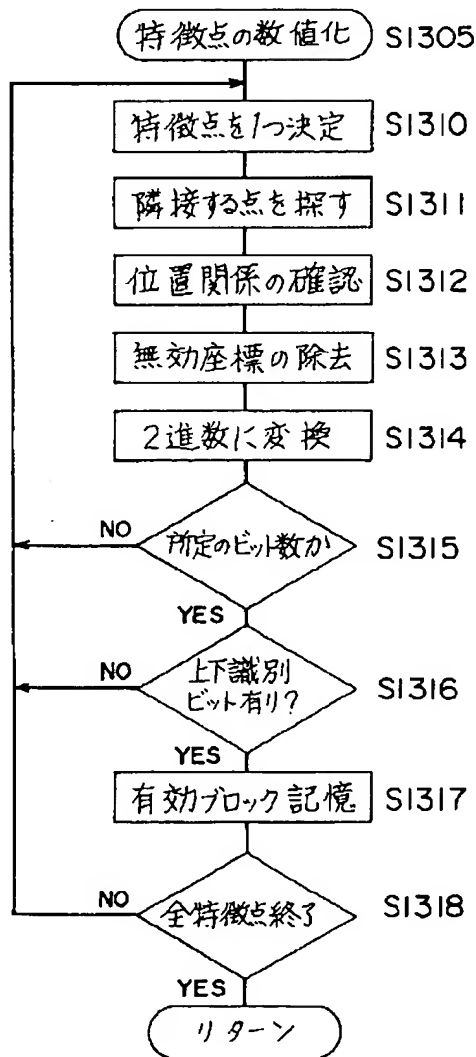 特徴点の数値化 S1305
特徴点を1つ決定 S1310
隣接する点を探す S1311
位置関係の確認 S1312
無効座標の除去 S1313
2進数に変換 S1314
所定のビット数か S1315
NO
YES
上下識別
ビット有り? S1316
NO
YES
有効ブロック記憶 S1317
全特徴点終了 S1318
NO
YES
リターン